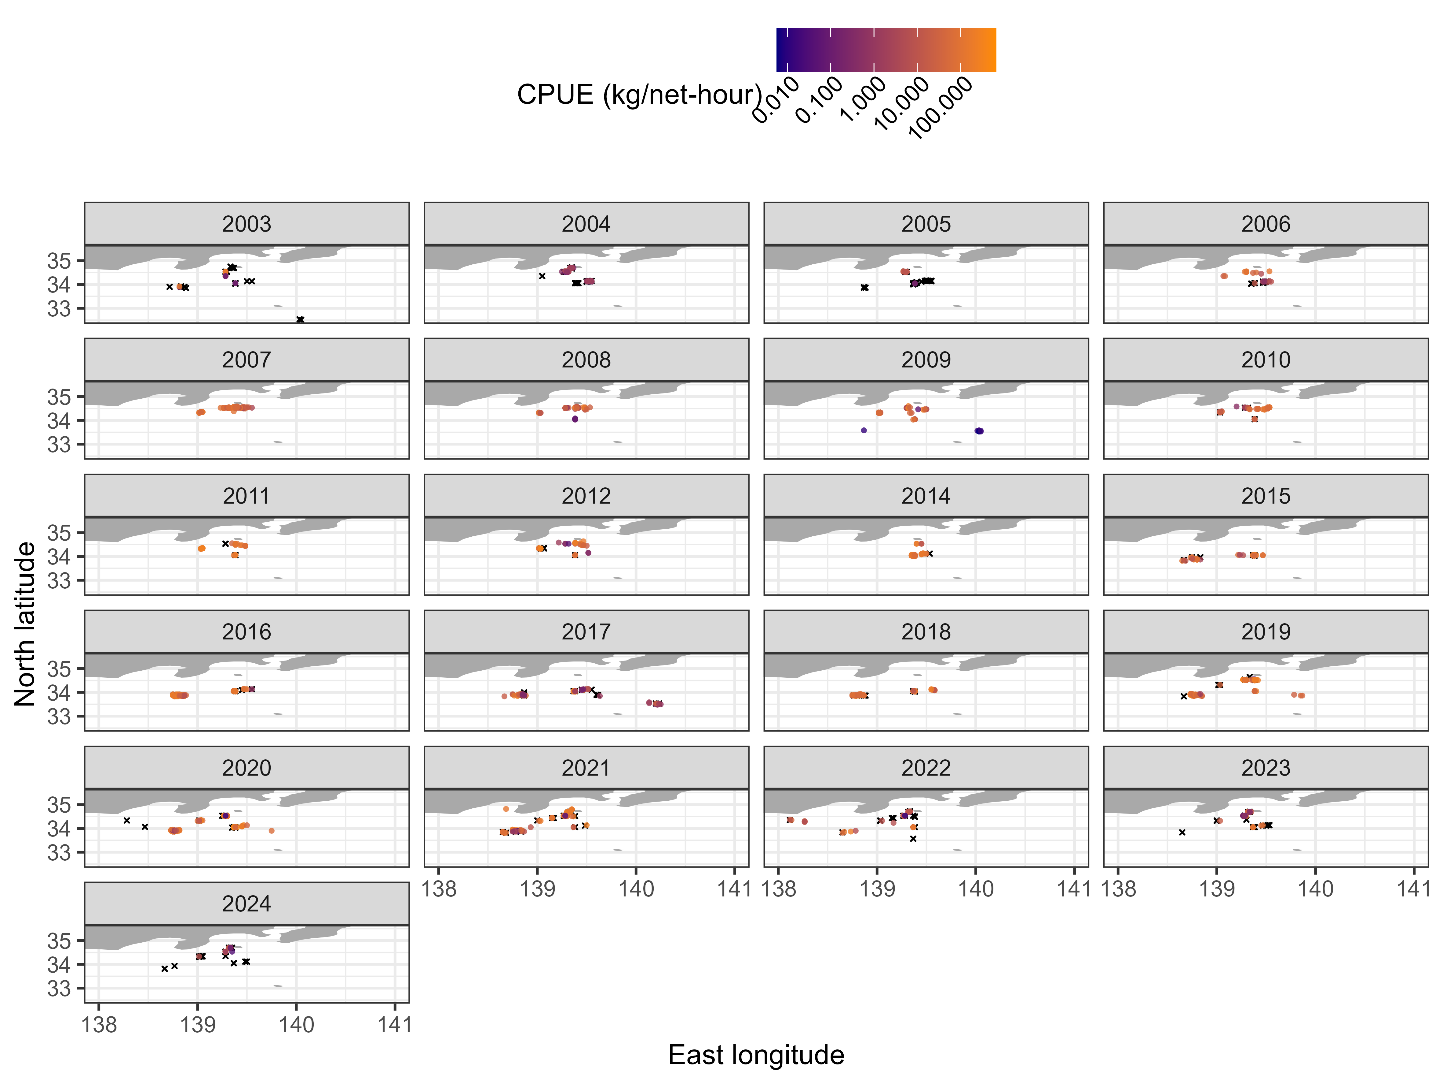 CPUE (kg/net-hour)
0.010 0.100 1.000 10.000 100.000
North latitude
2003 2004 2005 2006
35
34
33
2007 2008 2009 2010
35
34
33
2011 2012 2014 2015
35
34
33
2016 2017 2018 2019
35
34
33
2020 2021 2022 2023
35
34
33
138 139 140 141 138 139 140 141 138 139 140 141
2024
35
34
33
138 139 140 141
East longitude